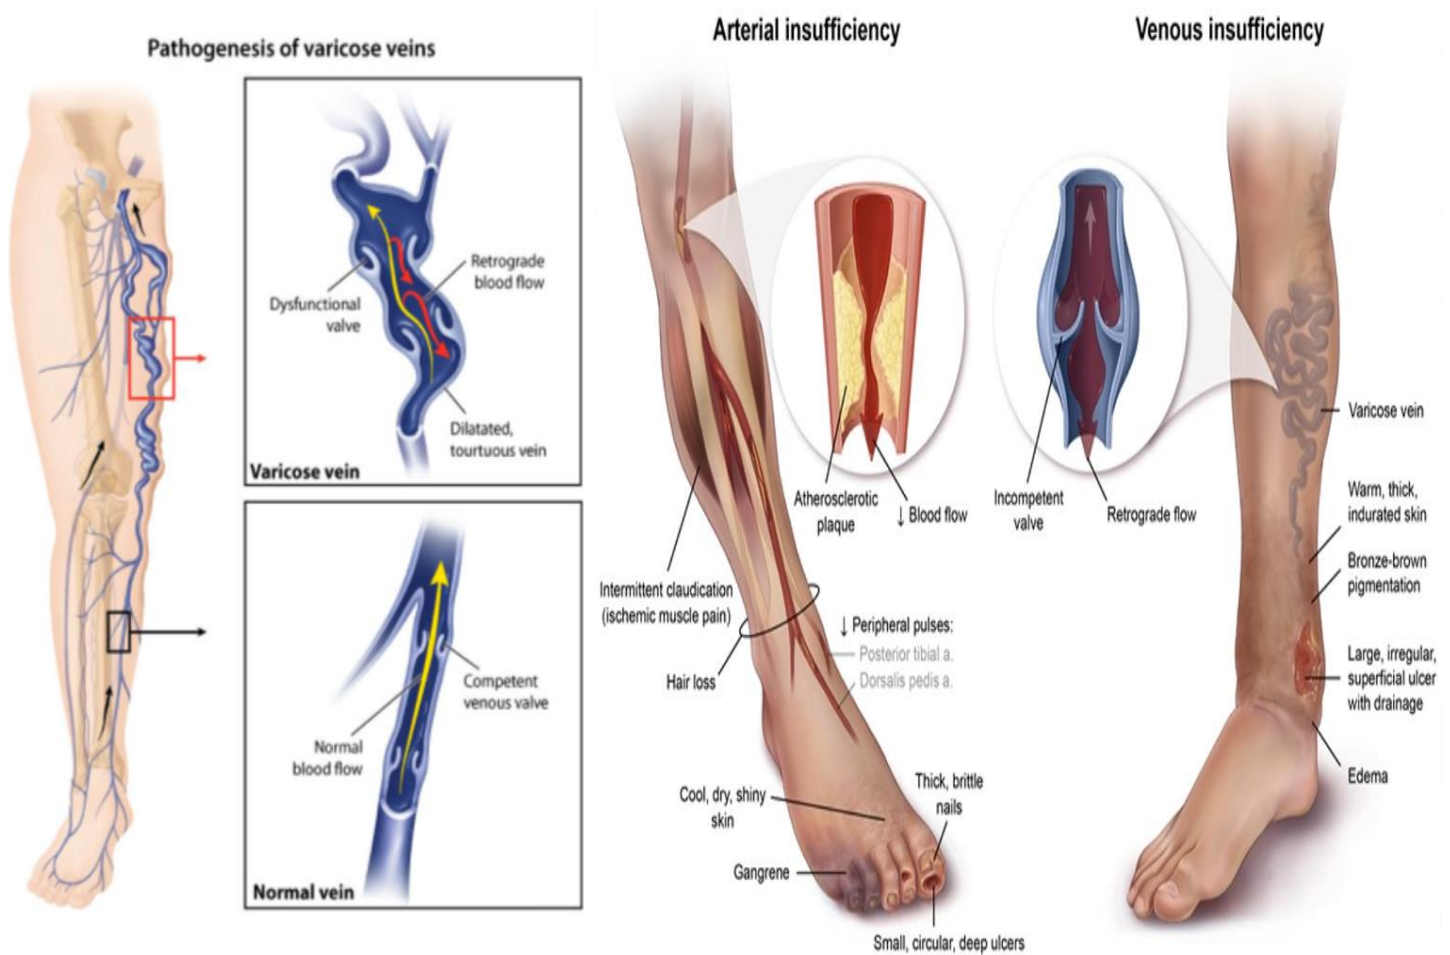 Pathogenesis of varicose veins
Retrograde
blood flow
Dysfunctional
valve
Dilatated,
tourtuous vein
Varicose vein
Competent
venous valve
Normal
blood flow
Normal vein
Arterial insufficiency
Atherosclerotic
plaque
↓ Blood flow
Intermittent claudication
(ischemic muscle pain)
Hair loss
↓ Peripheral pulses:
Posterior tibial a.
Dorsalis pedis a.
Cool, dry, shiny
skin
Thick, brittle
nails
Gangrene
Small, circular, deep ulcers
Venous insufficiency
Incompetent
valve
Retrograde flow
Varicose vein
Warm, thick,
indurated skin
Bronze-brown
pigmentation
Large, irregular,
superficial ulcer
with drainage
Edema